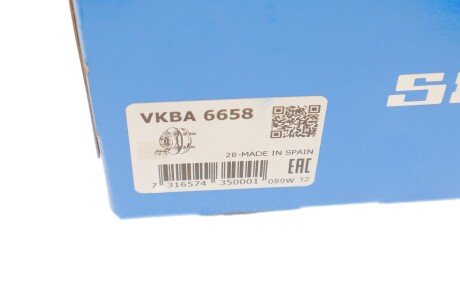 VKBA 6658
28-MADE IN SPAIN
EAC
7 316574 350001 089W 12